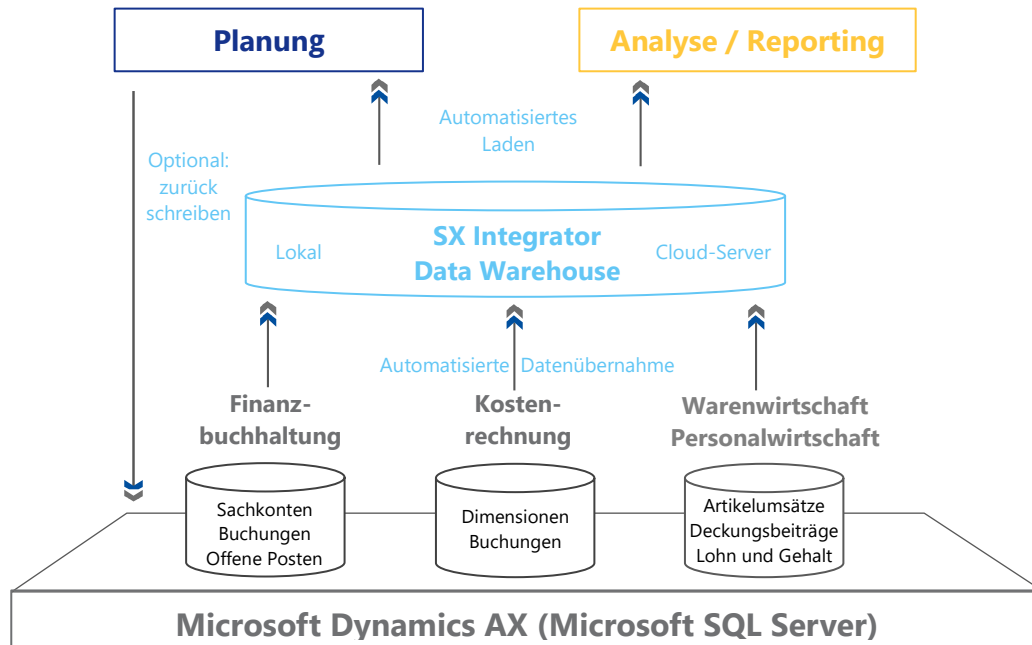 Planung
Analyse / Reporting
Automatisiertes
Laden
Optional:
zurück
schreiben
SX Integrator
Data Warehouse
Lokal
Cloud-Server
Automatisierte Datenübernahme
Finanz-
buchhaltung
Kosten-
rechnung
Warenwirtschaft
Personalwirtschaft
Sachkonten
Buchungen
Offene Posten
Dimensionen
Buchungen
Artikelumsätze
Deckungsbeiträge
Lohn und Gehalt
Microsoft Dynamics AX (Microsoft SQL Server)